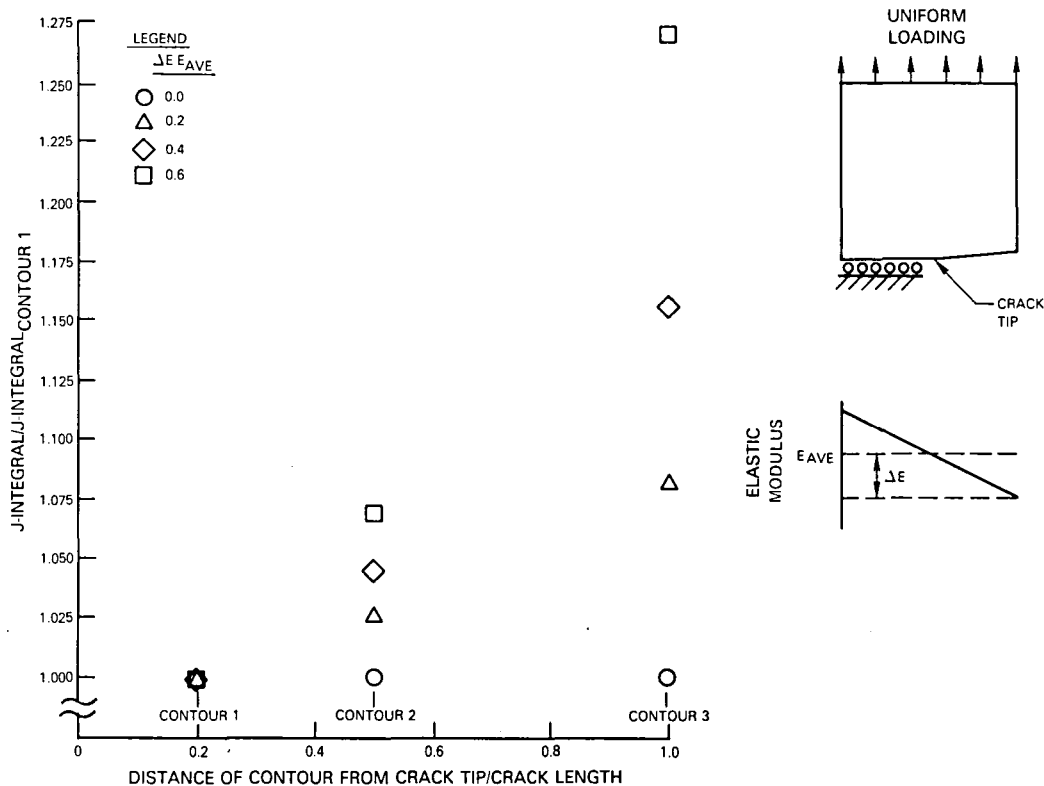 1.275
1.250
1.225
1.200
1.175
1.150
1.125
1.100
1.075
1.050
1.025
1.000
J-INTEGRAL/J-INTEGRAL CONTOUR 1
LEGEND
ΔE EAVE
0.0
0.2
0.4
0.6
CONTOUR 1
CONTOUR 2
CONTOUR 3
0
0.2
0.4
0.6
0.8
1.0
DISTANCE OF CONTOUR FROM CRACK TIP/CRACK LENGTH
UNIFORM
LOADING
CRACK
TIP
ELASTIC
MODULUS
EAVE
ΔE